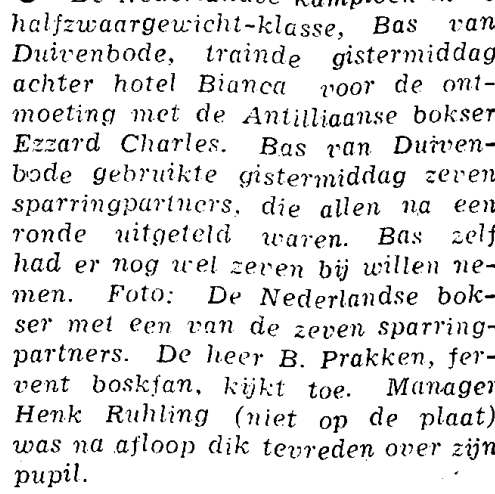 De Nederlandse kampioen in
halfzwaargewicht-klasse, Bas van
Duivenbode, trainde gistermiddag
achter hotel Bianca voor de ont-
moeting met de Antilliaanse bokser
Ezzard Charles. Bas van Duiven-
bode gebruikte gistermiddag zeven
sparringpartners, die allen na een
ronde uitgeteld waren. Bas zelf
had er nog wel zeven bij willen ne-
men. Foto: De Nederlandse bok-
ser met een van de zeven sparring-
partners. De heer B. Prakken, fer-
vent boskfan, kijkt toe. Manager
Henk Ruhling (niet op de plaat)
was na afloop dik tevreden over zijn
pupil.